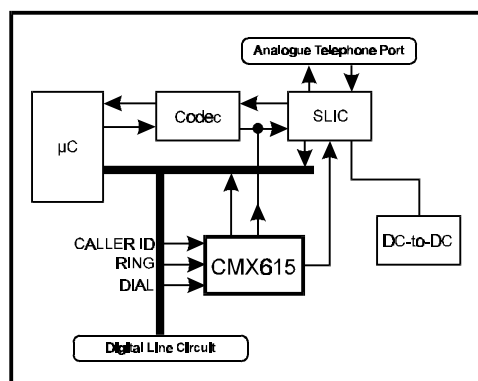 Analogue Telephone Port
µC
Codec
SLIC
CALLER ID
RING
DIAL
CMX615
DC-to-DC
Digital Line Circuit